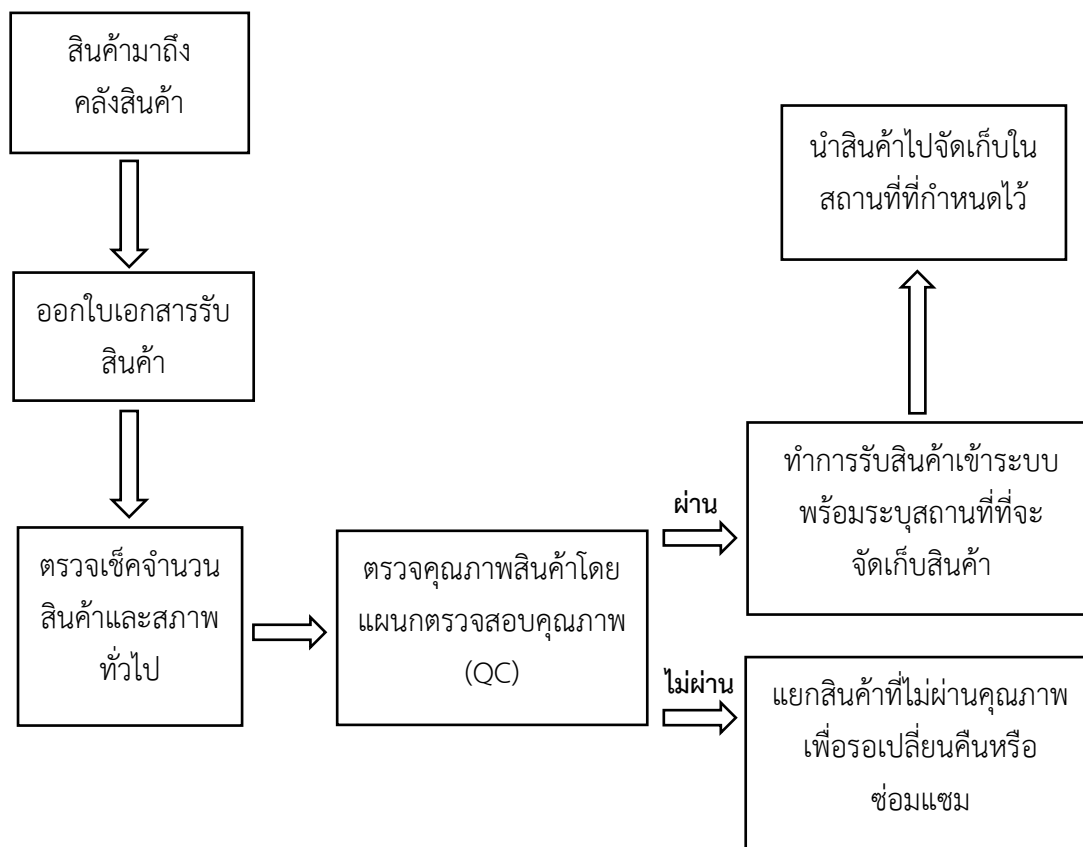 สินค้ามาถึง
คลังสินค้า
ออกใบเอกสารรับ
สินค้า
ตรวจเช็คจำนวน
สินค้าและสภาพ
ทั่วไป
ตรวจคุณภาพสินค้าโดย
แผนกตรวจสอบคุณภาพ
(QC)
ผ่าน
ทำการรับสินค้าเข้าระบบ
พร้อมระบุสถานที่ที่จะ
จัดเก็บสินค้า
นำสินค้าไปจัดเก็บใน
สถานที่ที่กำหนดไว้
ไม่ผ่าน
แยกสินค้าที่ไม่ผ่านคุณภาพ
เพื่อรอเปลี่ยนคืนหรือ
ซ่อมแซม